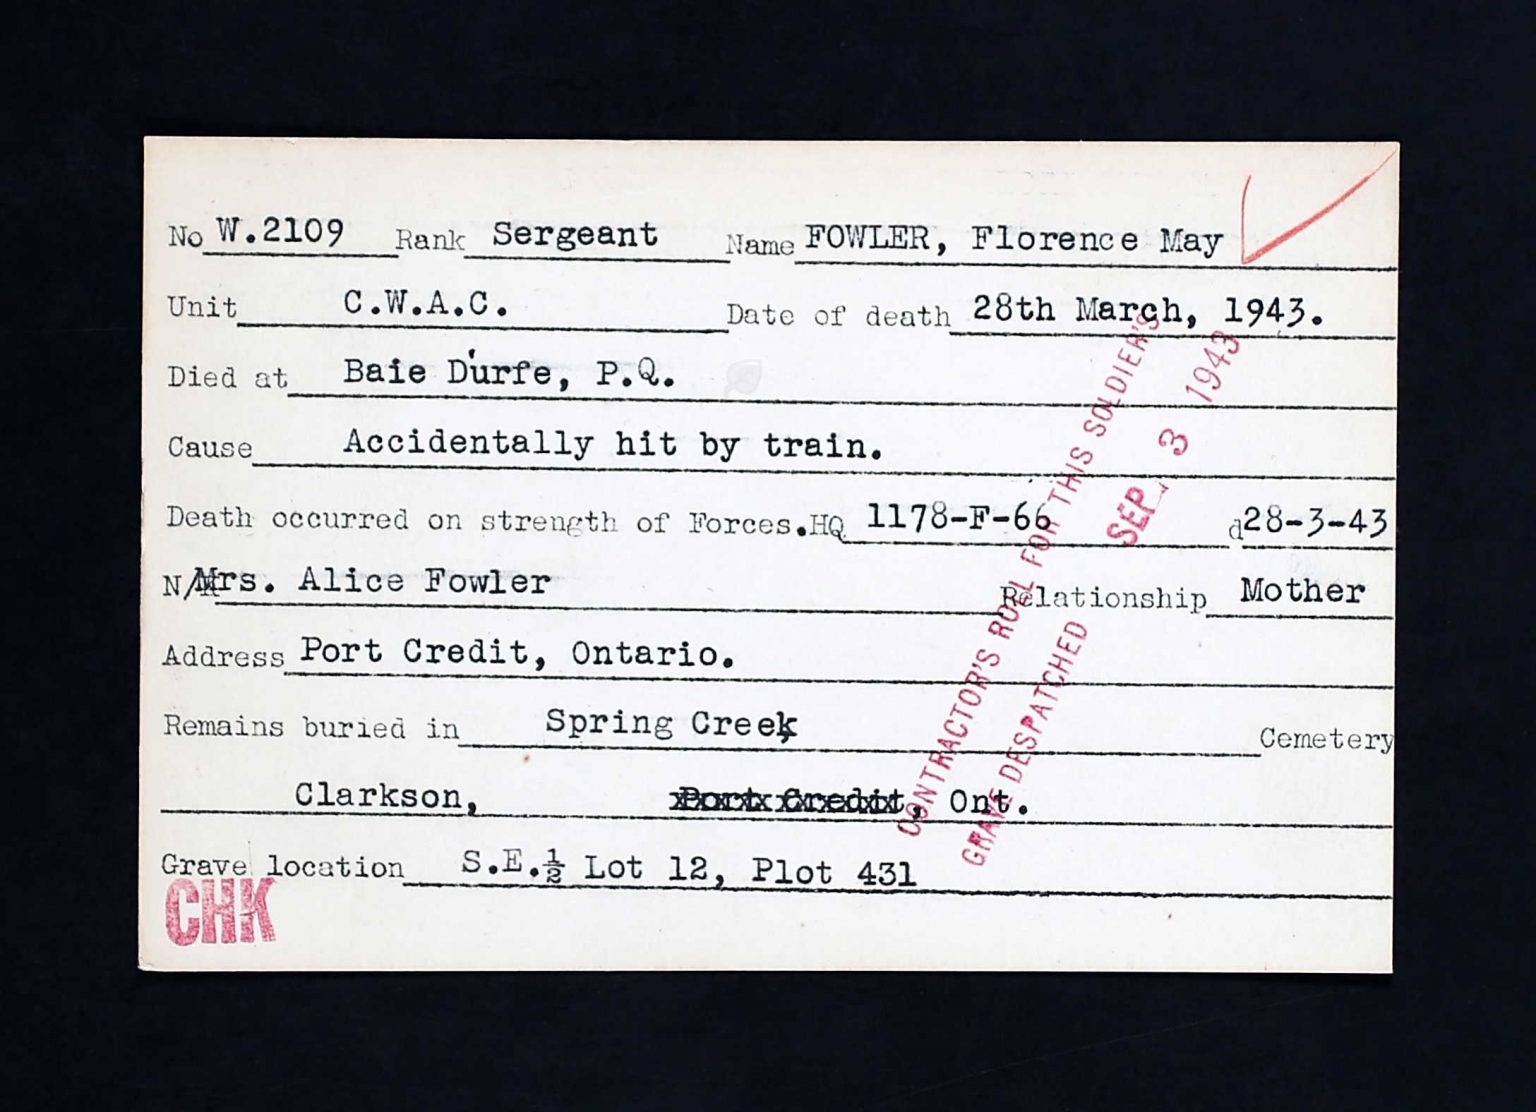 No W.2109 Rank Sergeant Name FOWLER, Florence May
Unit C.W.A.C. Date of death 28th March, 1943.
Died at Baie D'urfe, P.Q.
Cause Accidentally hit by train.
Death occurred on strength of Forces. HQ 1178-F-66 d 28-3-43
N/K Mrs. Alice Fowler Relationship Mother
Address Port Credit, Ontario.
Remains buried in Spring Creek Cemetery
Clarkson, Port Credit, Ont.
Grave location S.E.½ Lot 12, Plot 431
CHK
CONTRACTOR'S ROLL FOR THIS SOLDIER'S
GRAVE DESPATCHED SEP 3 1943